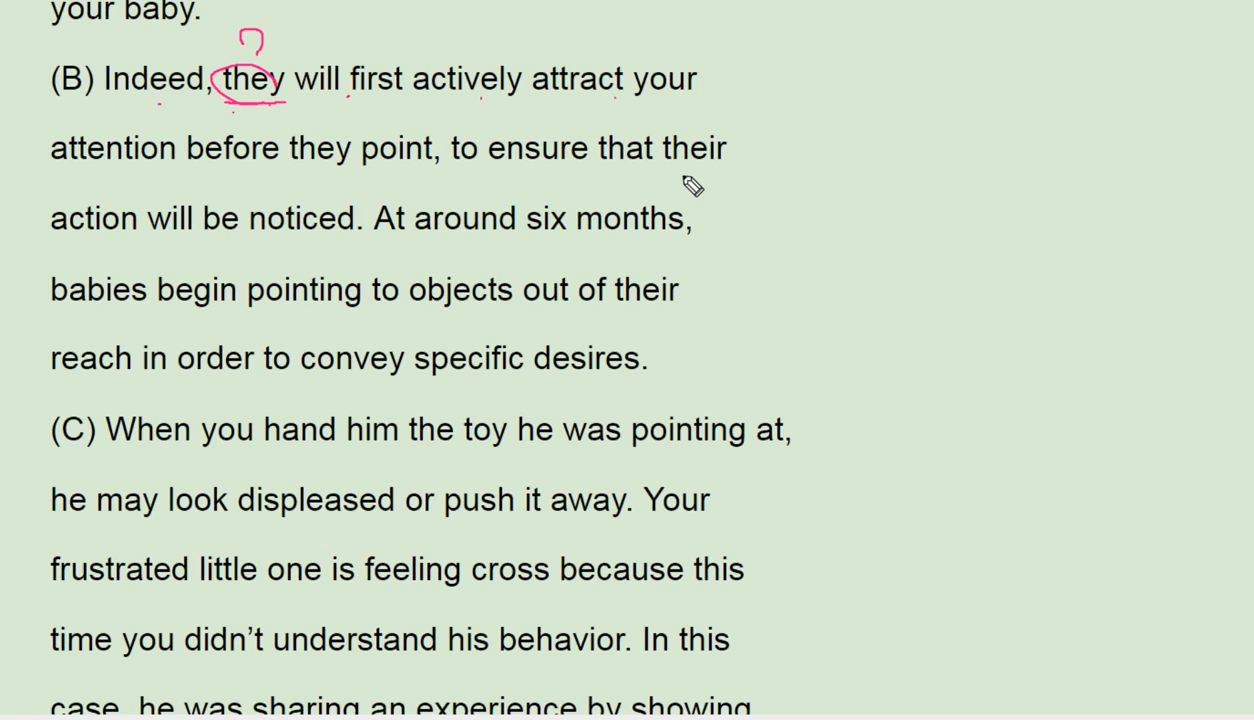 your baby.
(B) Indeed, they will first actively attract your
attention before they point, to ensure that their
action will be noticed. At around six months,
babies begin pointing to objects out of their
reach in order to convey specific desires.
(C) When you hand him the toy he was pointing at,
he may look displeased or push it away. Your
frustrated little one is feeling cross because this
time you didn’t understand his behavior. In this
case, he was sharing an experience by showing